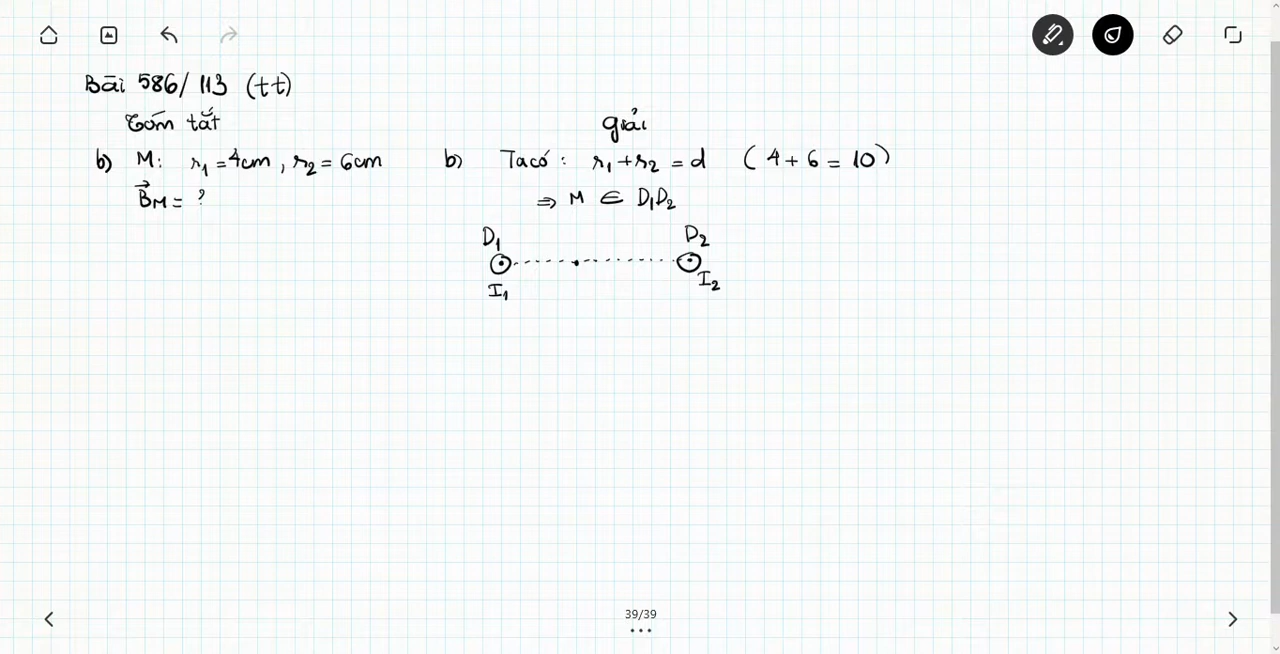 Bài 586/113 (tt)
Tóm tắt
b) M: r₁ = 4cm, r₂ = 6cm
B⃗M = ?
Giải
b) Ta có: r₁ + r₂ = d (4 + 6 = 10)
⇒ M ∈ D₁D₂
D₁ D₂
I₁ I₂
39/39